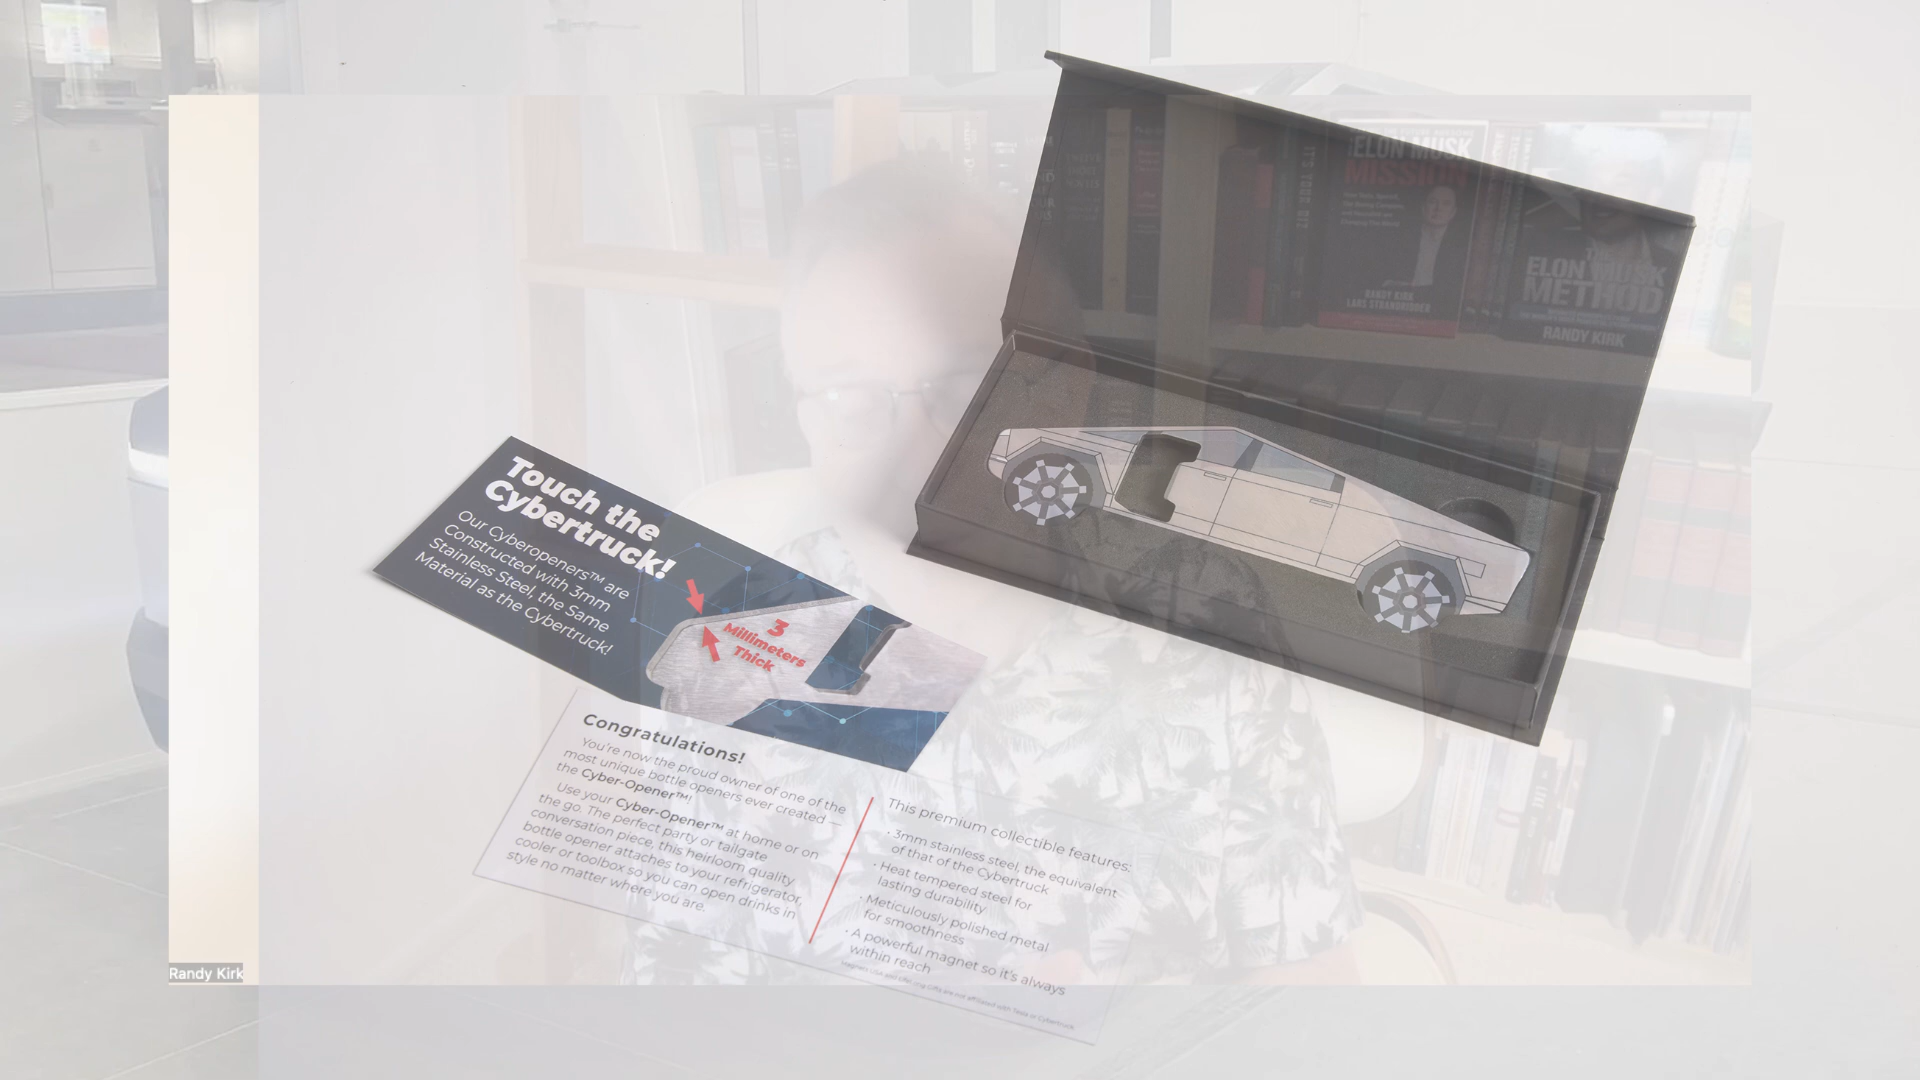 Touch the
Cybertruck!
Our Cyberopeners™ are
Constructed with 3mm
Stainless Steel, the Same
Material as the Cybertruck!
3
Millimeters
Thick
Congratulations!
You're now the proud owner of one of the
most unique bottle openers ever created —
the Cyber-Opener™!
Use your Cyber-Opener™ at home or on
the go. The perfect party or tailgate
conversation piece, this heirloom quality
bottle opener attaches to your refrigerator,
cooler or toolbox so you can open drinks in
style no matter where you are.
This premium collectible features:
· 3mm stainless steel, the equivalent
of that of the Cybertruck
· Heat tempered steel for
lasting durability
· Meticulously polished metal
for smoothness
· A powerful magnet so it's always
within reach
ELON MUSK
MISSION
RANDY KIRK
LARS STRANDRIDDER
ELON MUSK
METHOD
RANDY KIRK
IT'S YOUR BIZ
Randy Kirk